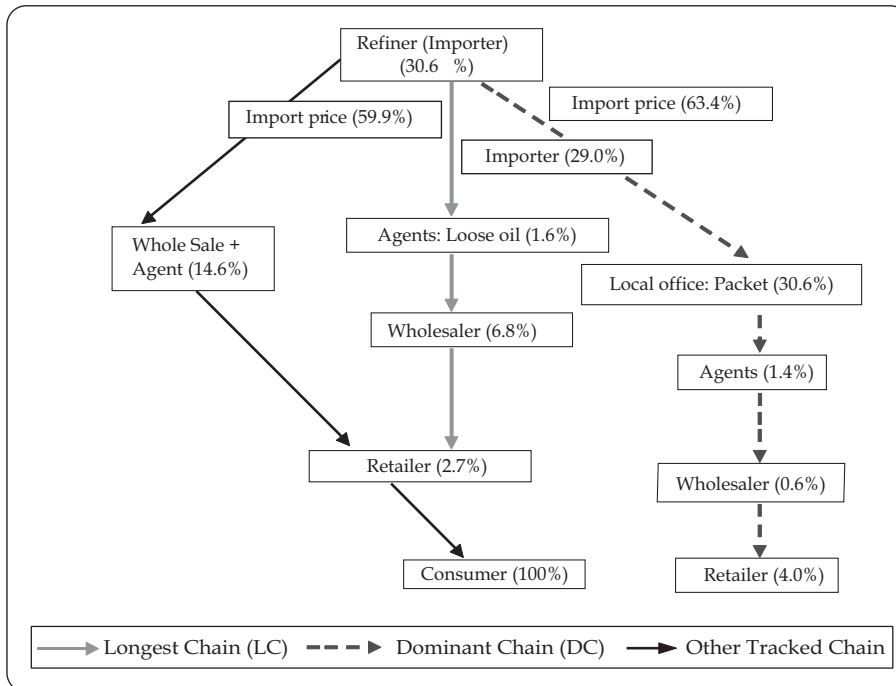 Refiner (Importer)
(30.6 %)
Import price (63.4%)
Import price (59.9%)
Importer (29.0%)
Whole Sale +
Agent (14.6%)
Agents: Loose oil (1.6%)
Local office: Packet (30.6%)
Wholesaler (6.8%)
Agents (1.4%)
Retailer (2.7%)
Wholesaler (0.6%)
Consumer (100%)
Retailer (4.0%)
Longest Chain (LC) Dominant Chain (DC) Other Tracked Chain